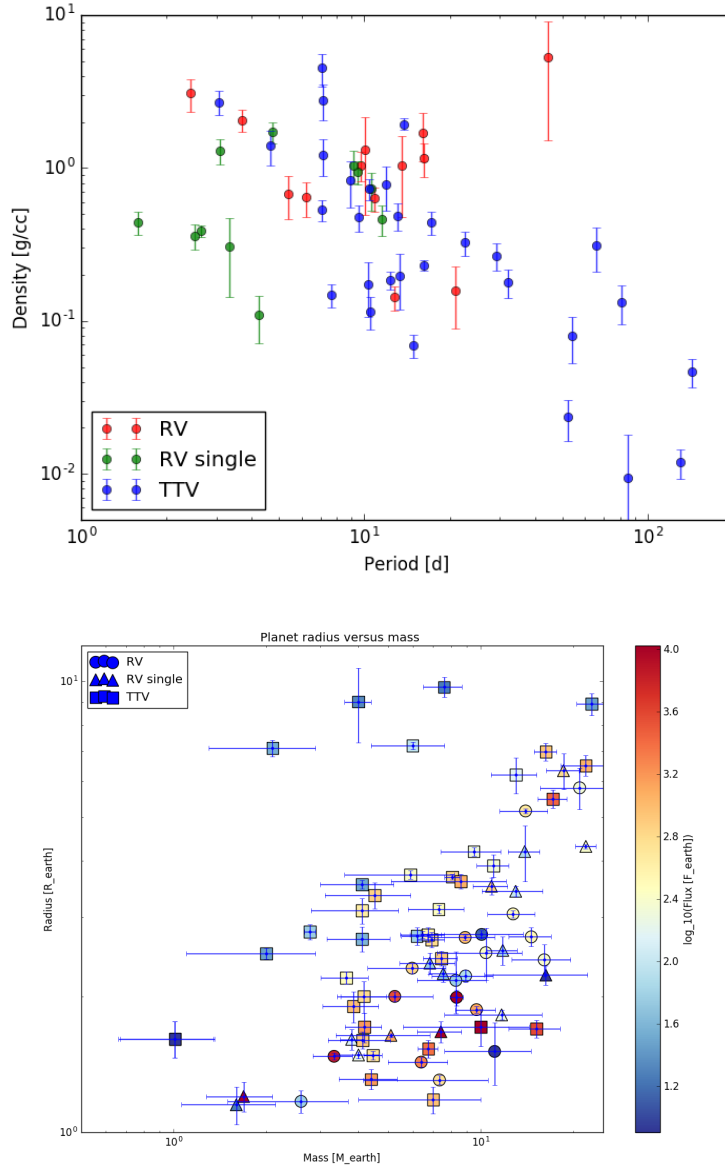 10¹
10⁰
10⁻¹
10⁻²
Density [g/cc]
RV
RV single
TTV
10⁰
10¹
10²
Period [d]
Planet radius versus mass
RV
RV single
TTV
10¹
10⁰
Radius [R_earth]
10⁰
10¹
Mass [M_earth]
4.0
3.6
3.2
2.8
2.4
2.0
1.6
1.2
log_10(Flux [F_earth])